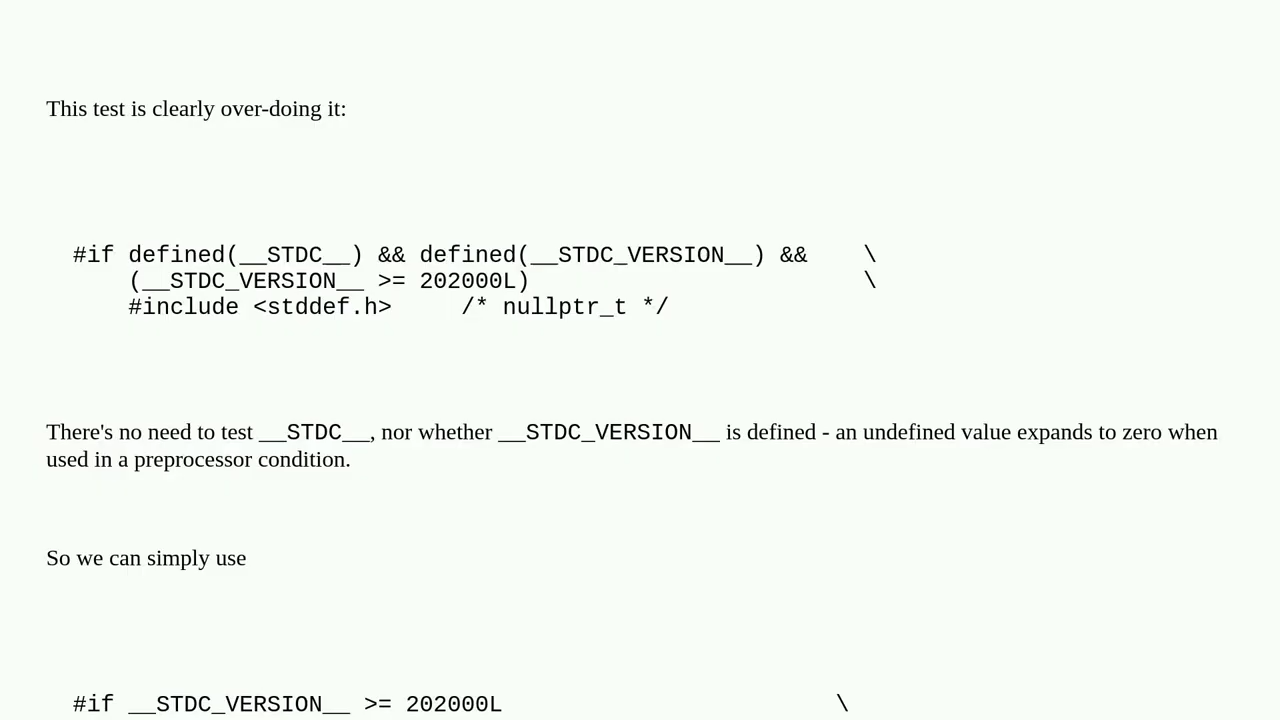 This test is clearly over-doing it:
#if defined(__STDC__) && defined(__STDC_VERSION__) &&    \
    (__STDC_VERSION__ >= 202000L)                        \
    #include <stddef.h>     /* nullptr_t */
There's no need to test __STDC__, nor whether __STDC_VERSION__ is defined - an undefined value expands to zero when
used in a preprocessor condition.
So we can simply use
#if __STDC_VERSION__ >= 202000L                        \